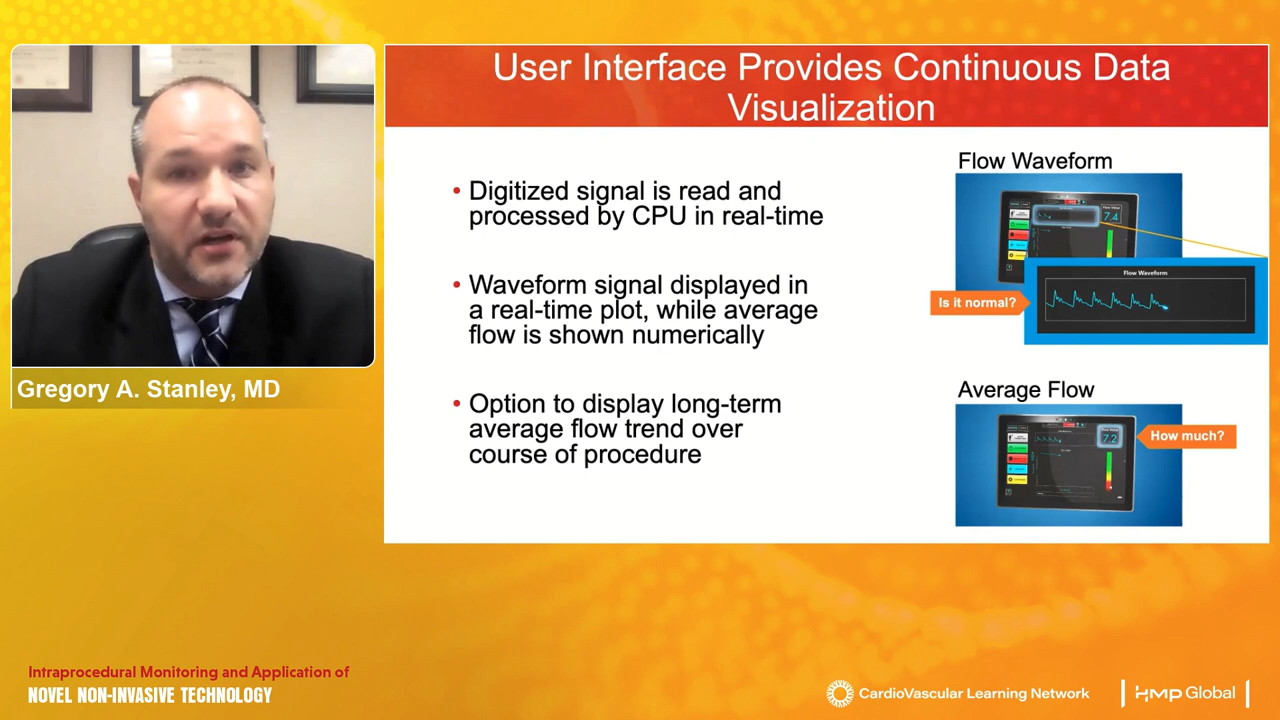 User Interface Provides Continuous Data
Visualization
• Digitized signal is read and
processed by CPU in real-time
• Waveform signal displayed in
a real-time plot, while average
flow is shown numerically
• Option to display long-term
average flow trend over
course of procedure
Flow Waveform
7.4
Flow Waveform
Is it normal?
Average Flow
7.2
How much?
Gregory A. Stanley, MD
Intraprocedural Monitoring and Application of
NOVEL NON-INVASIVE TECHNOLOGY
CardioVascular Learning Network
HMP Global